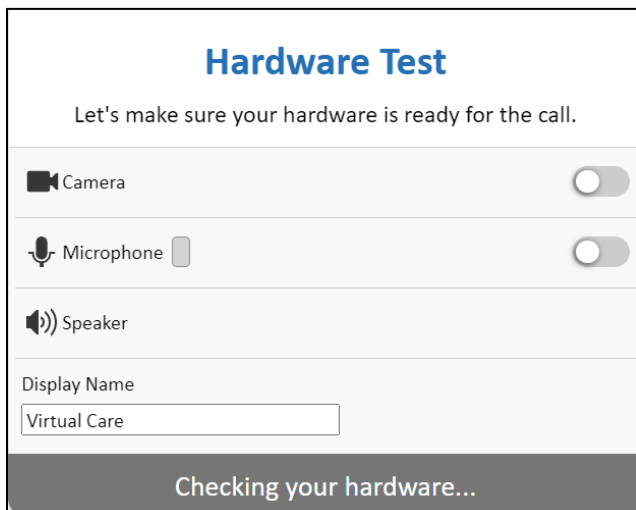 Hardware Test
Let's make sure your hardware is ready for the call.
Camera
Microphone
Speaker
Display Name
Virtual Care
Checking your hardware...